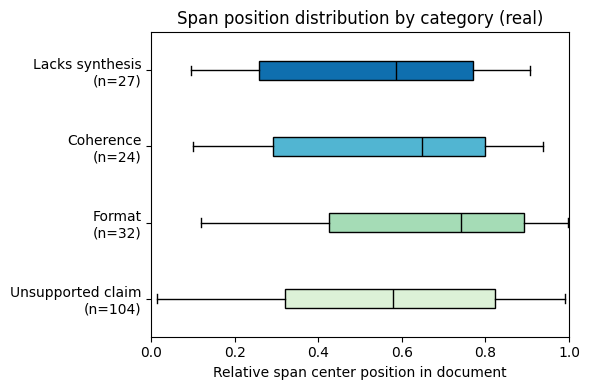 Span position distribution by category (real)
Lacks synthesis
(n=27)
Coherence
(n=24)
Format
(n=32)
Unsupported claim
(n=104)
0.0 0.2 0.4 0.6 0.8 1.0
Relative span center position in document